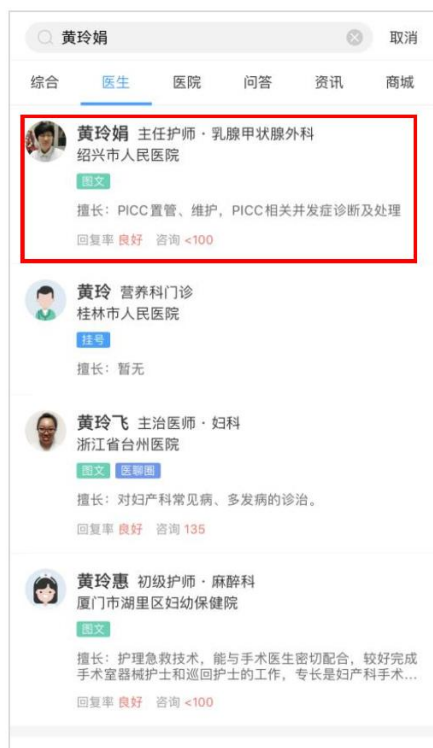 黄玲娟 取消
综合 医生 医院 问答 资讯 商城
黄玲娟 主任护师·乳腺甲状腺外科
绍兴市人民医院
图文
擅长：PICC置管、维护，PICC相关并发症诊断及处理
回复率 良好 咨询 <100
黄玲 营养科门诊
桂林市人民医院
挂号
擅长：暂无
黄玲飞 主治医师·妇科
浙江省台州医院
图文 医聊圈
擅长：对妇产科常见病、多发病的诊治。
回复率 良好 咨询 135
黄玲惠 初级护师·麻醉科
厦门市湖里区妇幼保健院
图文
擅长：护理急救技术，能与手术医生密切配合，较好完成
手术室器械护士和巡回护士的工作，专长是妇产科手术...
回复率 良好 咨询 <100